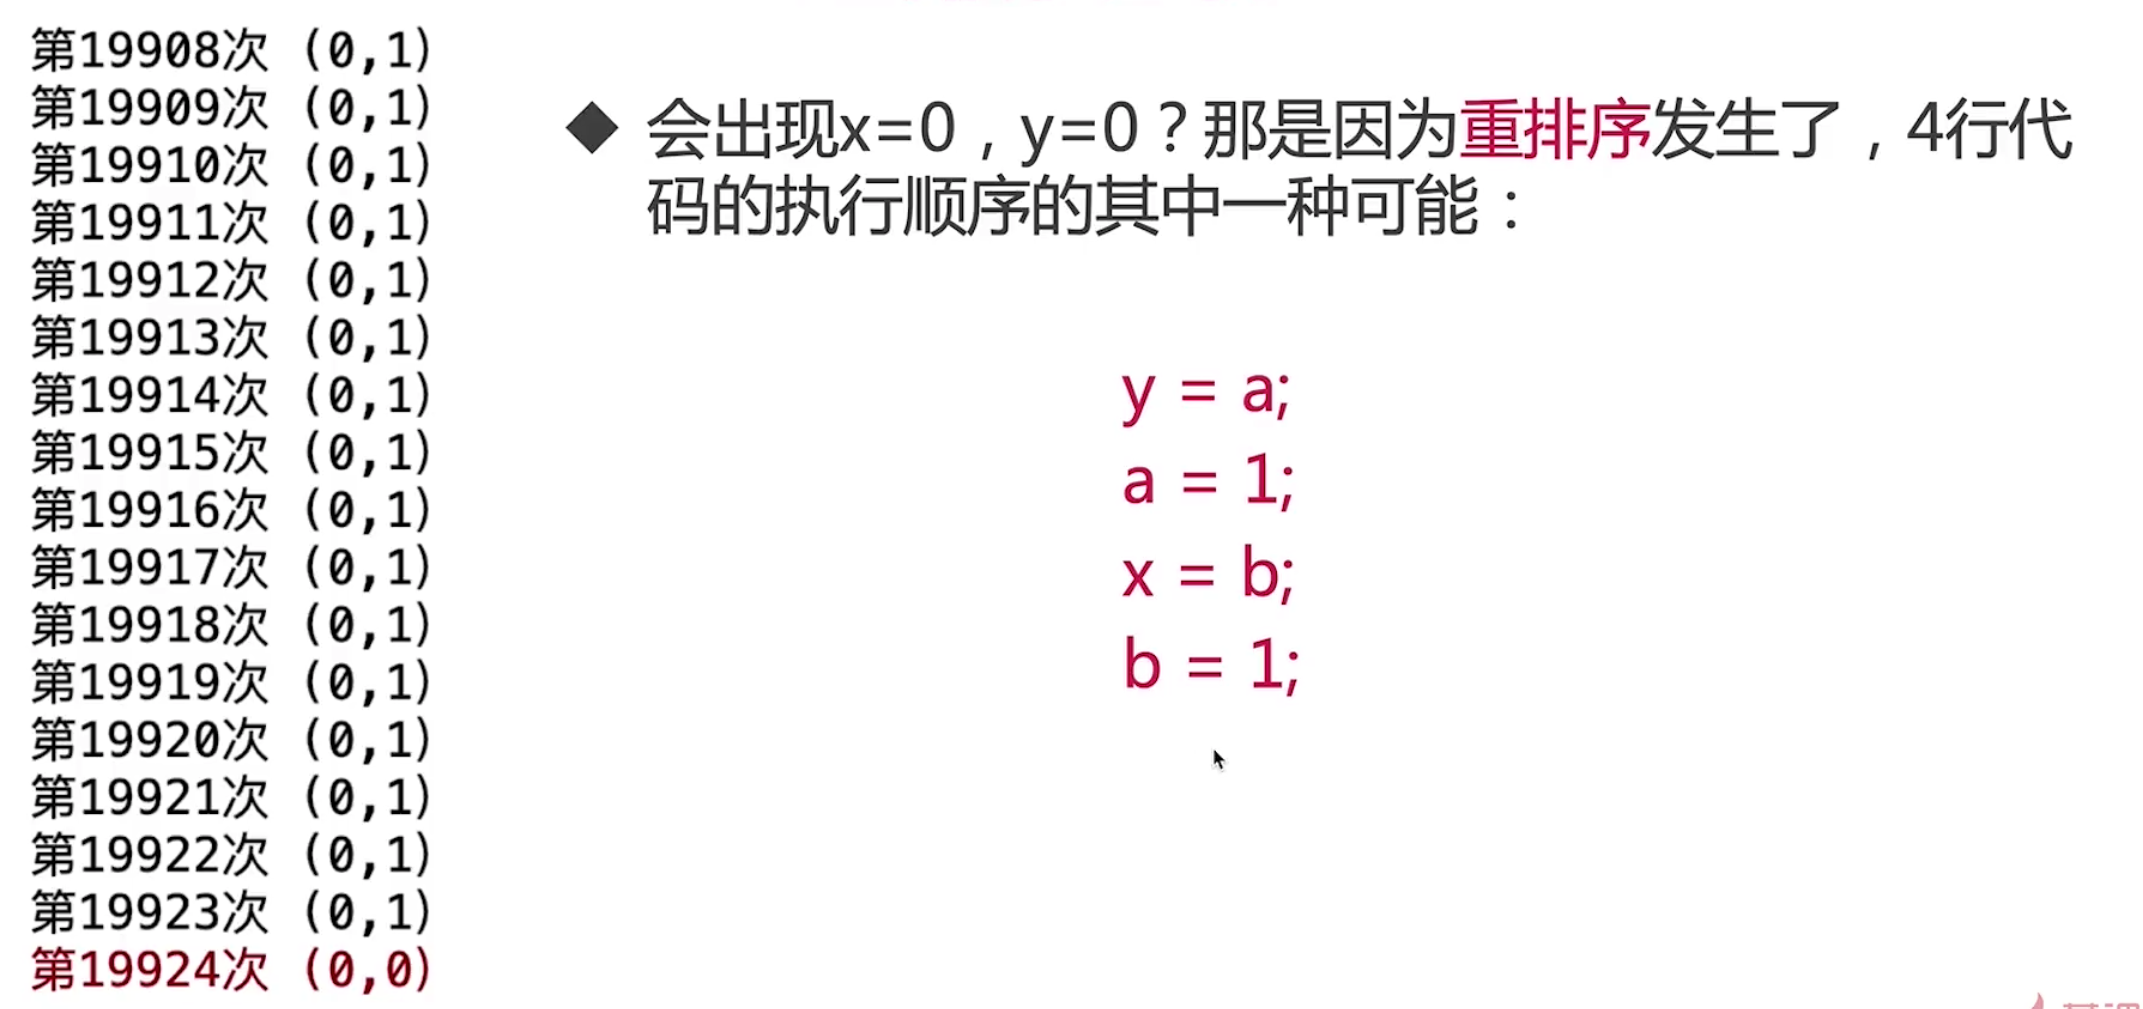 第19908次 (0,1)
第19909次 (0,1)
第19910次 (0,1)
第19911次 (0,1)
第19912次 (0,1)
第19913次 (0,1)
第19914次 (0,1)
第19915次 (0,1)
第19916次 (0,1)
第19917次 (0,1)
第19918次 (0,1)
第19919次 (0,1)
第19920次 (0,1)
第19921次 (0,1)
第19922次 (0,1)
第19923次 (0,1)
第19924次 (0,0)
◆ 会出现x=0，y=0？那是因为重排序发生了，4行代
码的执行顺序的其中一种可能：
y = a;
a = 1;
x = b;
b = 1;